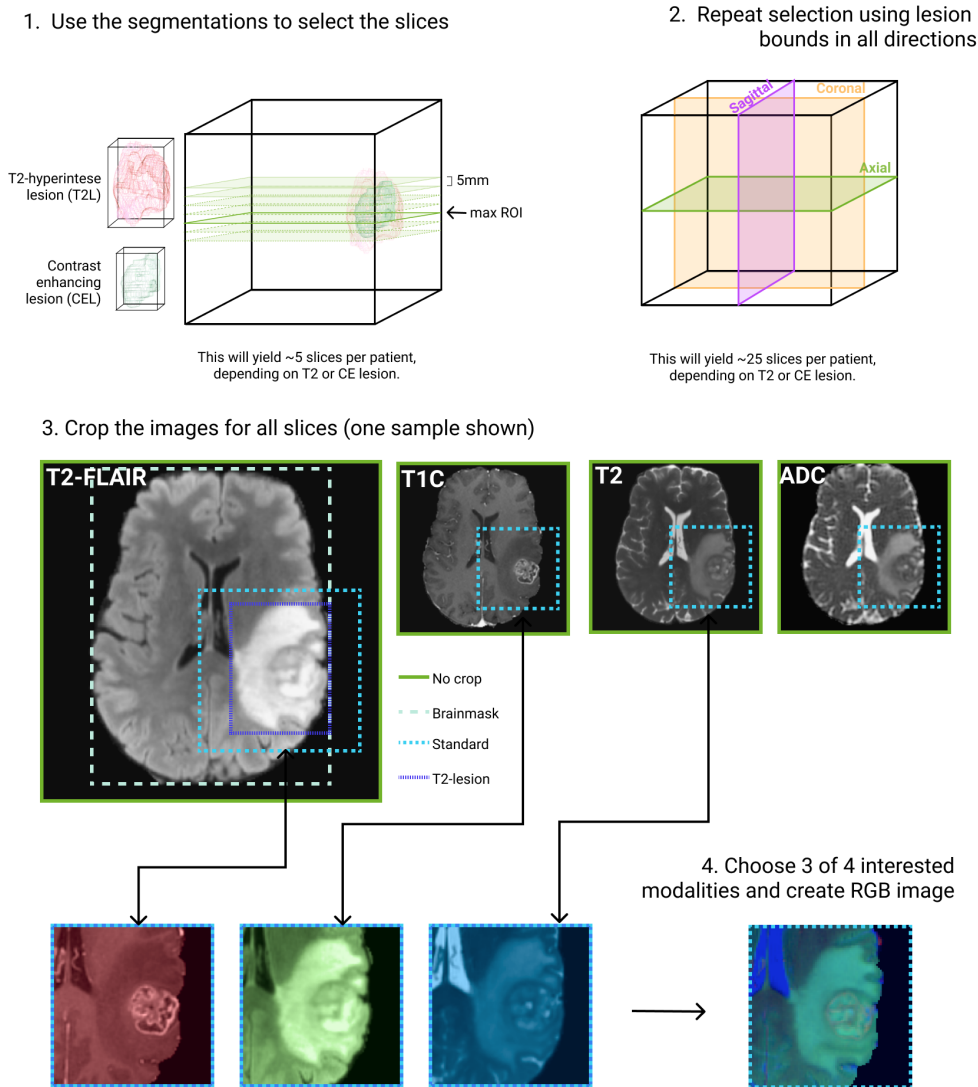 1. Use the segmentations to select the slices
2. Repeat selection using lesion
bounds in all directions
T2-hyperintese
lesion (T2L)
Contrast
enhancing
lesion (CEL)
5mm
max ROI
This will yield ~5 slices per patient,
depending on T2 or CE lesion.
Sagittal
Coronal
Axial
This will yield ~25 slices per patient,
depending on T2 or CE lesion.
3. Crop the images for all slices (one sample shown)
T2-FLAIR
T1C
T2
ADC
No crop
Brainmask
Standard
T2-lesion
4. Choose 3 of 4 interested
modalities and create RGB image